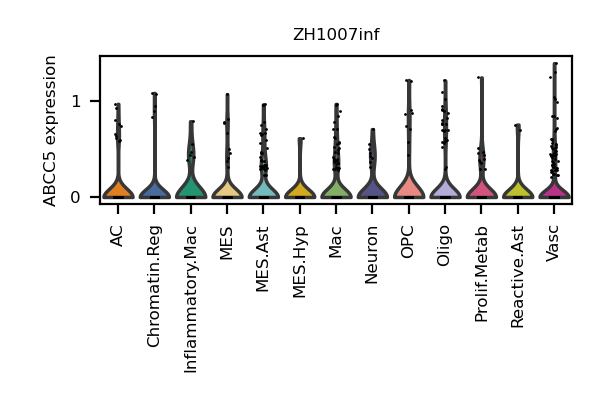 ZH1007inf
ABCC5 expression
1
0
AC
Chromatin.Reg
Inflammatory.Mac
MES
MES.Ast
MES.Hyp
Mac
Neuron
OPC
Oligo
Prolif.Metab
Reactive.Ast
Vasc